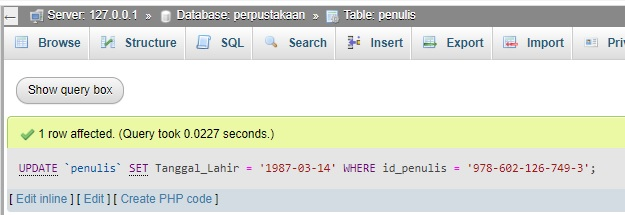 Server: 127.0.0.1 » Database: perpustakaan » Table: penulis
Browse Structure SQL Search Insert Export Import Priv
Show query box
1 row affected. (Query took 0.0227 seconds.)
UPDATE `penulis` SET Tanggal_Lahir = '1987-03-14' WHERE id_penulis = '978-602-126-749-3';
[ Edit inline ] [ Edit ] [ Create PHP code ]